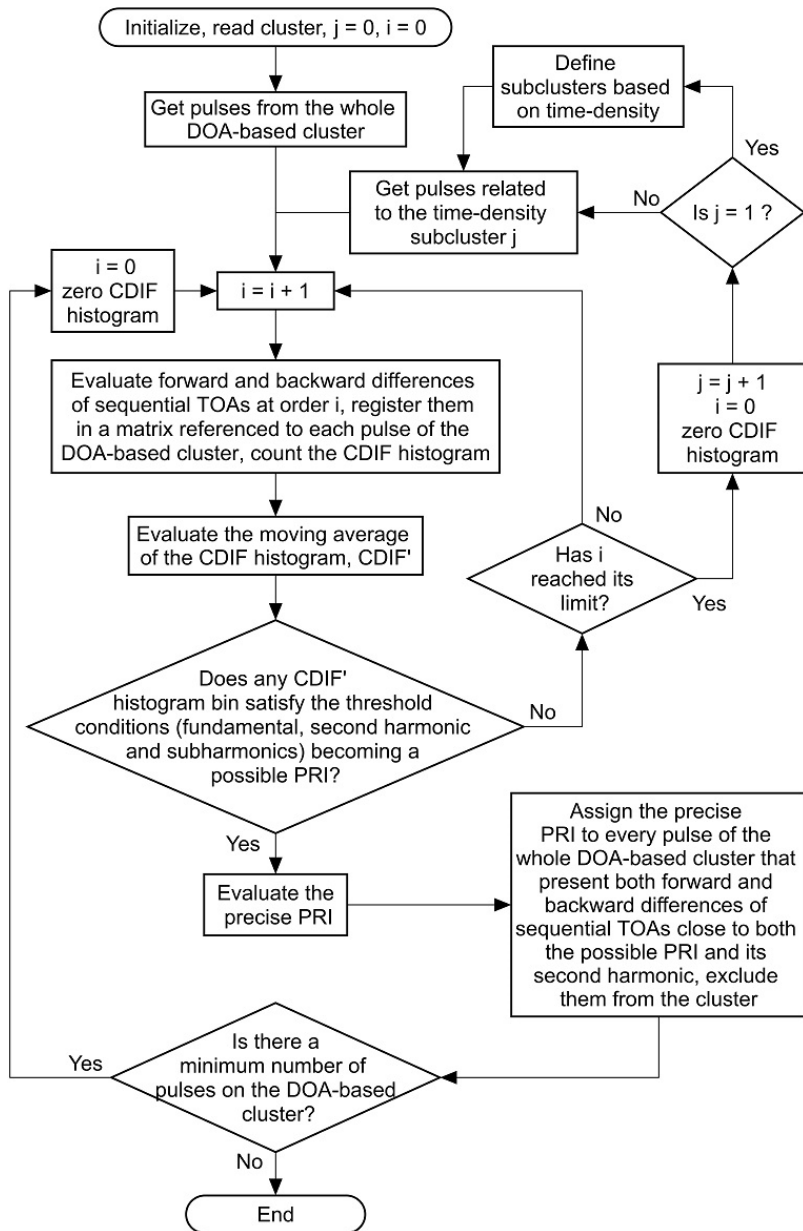 Initialize, read cluster, j = 0, i = 0
Get pulses from the whole
DOA-based cluster
Define
subclusters based
on time-density
Yes
Get pulses related
to the time-density
subcluster j
No
Is j = 1 ?
i = 0
zero CDIF
histogram
i = i + 1
j = j + 1
i = 0
zero CDIF
histogram
Evaluate forward and backward differences
of sequential TOAs at order i, register them
in a matrix referenced to each pulse of the
DOA-based cluster, count the CDIF histogram
Evaluate the moving average
of the CDIF histogram, CDIF'
No
Has i
reached its
limit?
Yes
Does any CDIF'
histogram bin satisfy the threshold
conditions (fundamental, second harmonic
and subharmonics) becoming a
possible PRI?
No
Yes
Evaluate the
precise PRI
Assign the precise
PRI to every pulse of the
whole DOA-based cluster that
present both forward and
backward differences of
sequential TOAs close to both
the possible PRI and its
second harmonic, exclude
them from the cluster
Yes
Is there a
minimum number of
pulses on the DOA-based
cluster?
No
End